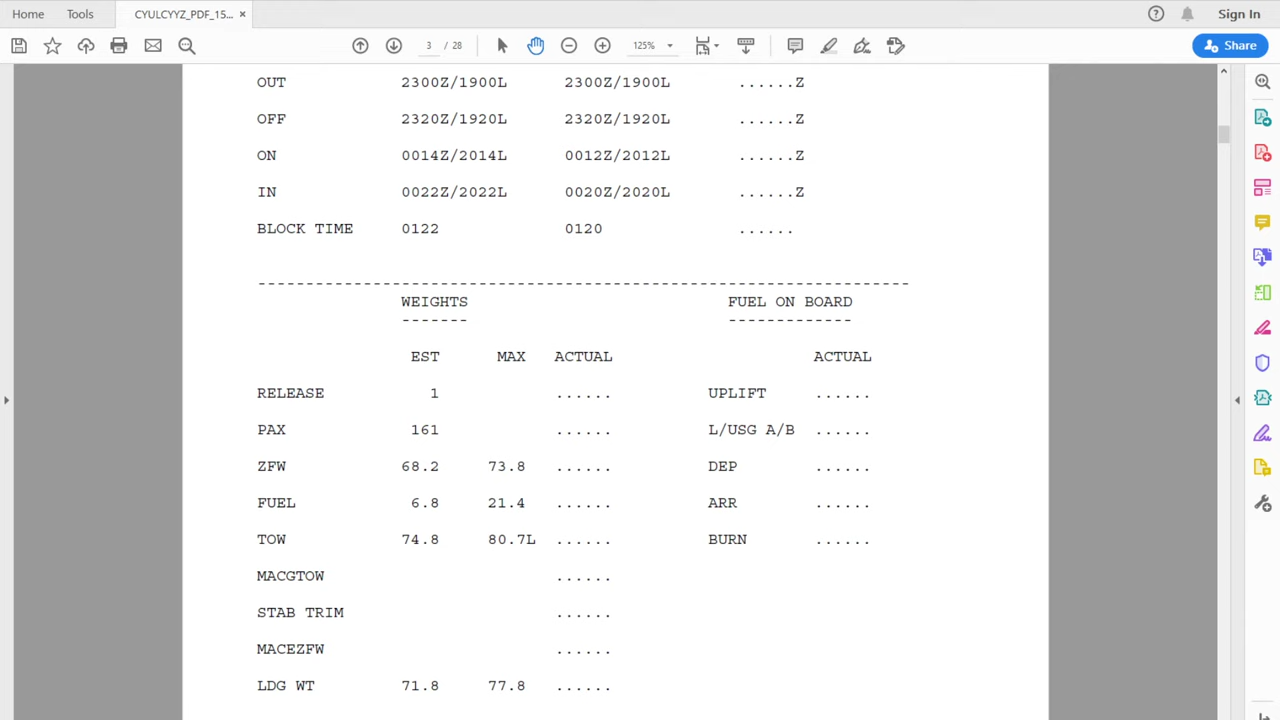 Home Tools CYULCYYZ_PDF_15... × Sign In
3 / 28 125% Share
OUT 2300Z/1900L 2300Z/1900L ......Z
OFF 2320Z/1920L 2320Z/1920L ......Z
ON 0014Z/2014L 0012Z/2012L ......Z
IN 0022Z/2022L 0020Z/2020L ......Z
BLOCK TIME 0122 0120 ......
--------------------------------------------------------------------
WEIGHTS FUEL ON BOARD
------- -------------
EST MAX ACTUAL ACTUAL
RELEASE 1 ...... UPLIFT ......
PAX 161 ...... L/USG A/B ......
ZFW 68.2 73.8 ...... DEP ......
FUEL 6.8 21.4 ...... ARR ......
TOW 74.8 80.7L ...... BURN ......
MACGTOW ......
STAB TRIM ......
MACEZFW ......
LDG WT 71.8 77.8 ......